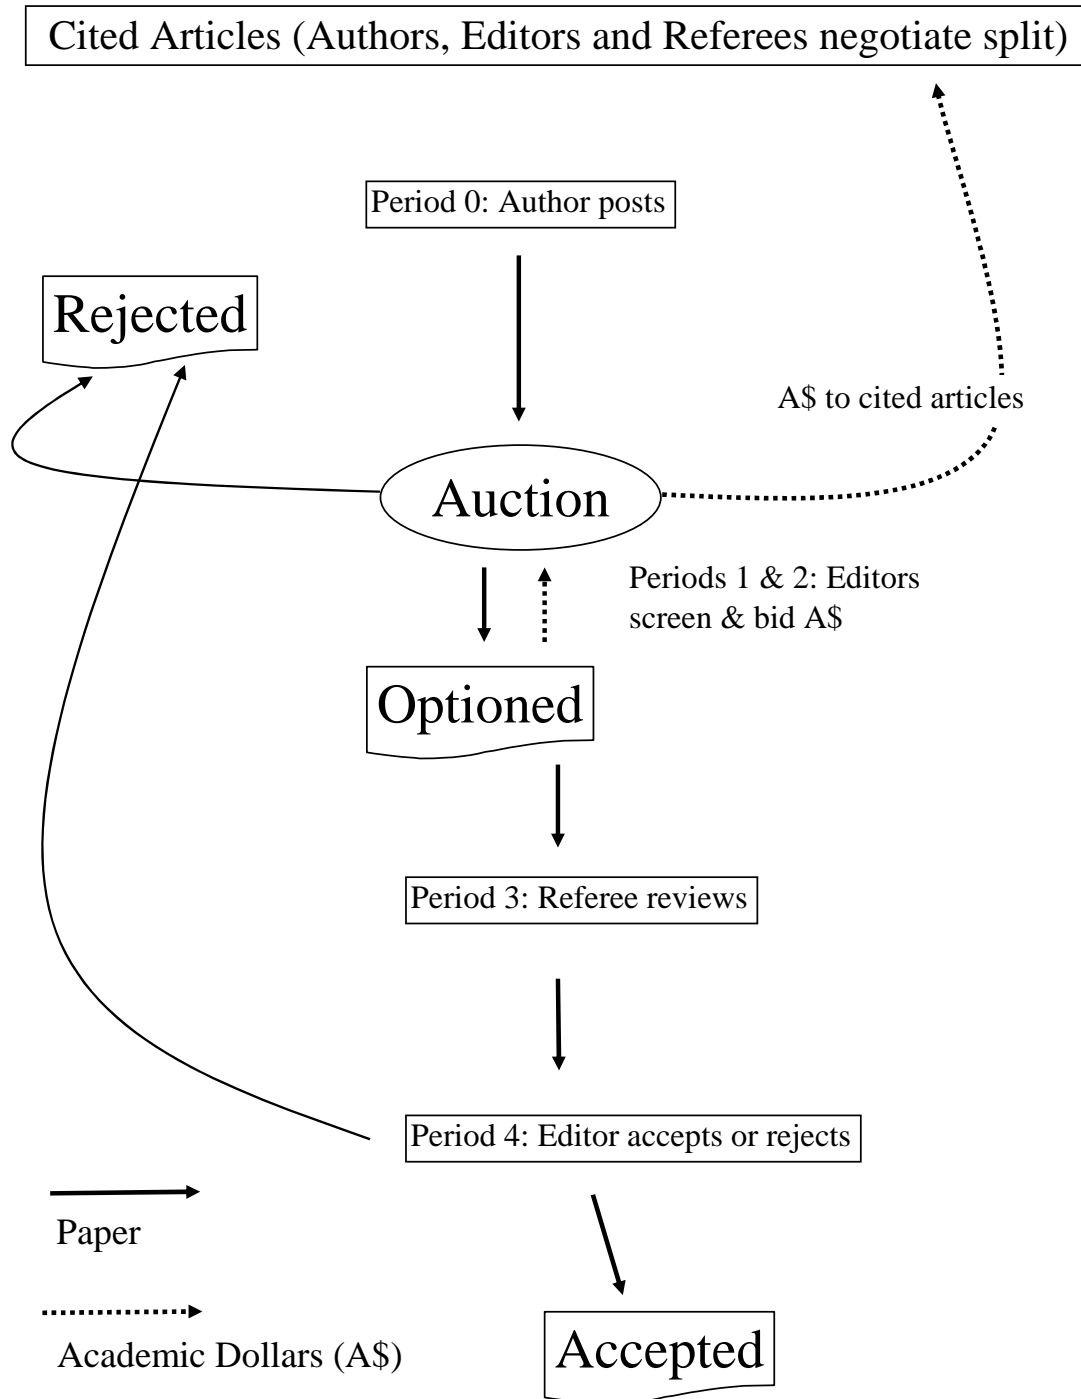 Cited Articles (Authors, Editors and Referees negotiate split)
Period 0: Author posts
Rejected
A$ to cited articles
Auction
Periods 1 & 2: Editors
screen & bid A$
Optioned
Period 3: Referee reviews
Period 4: Editor accepts or rejects
Paper
Academic Dollars (A$)
Accepted